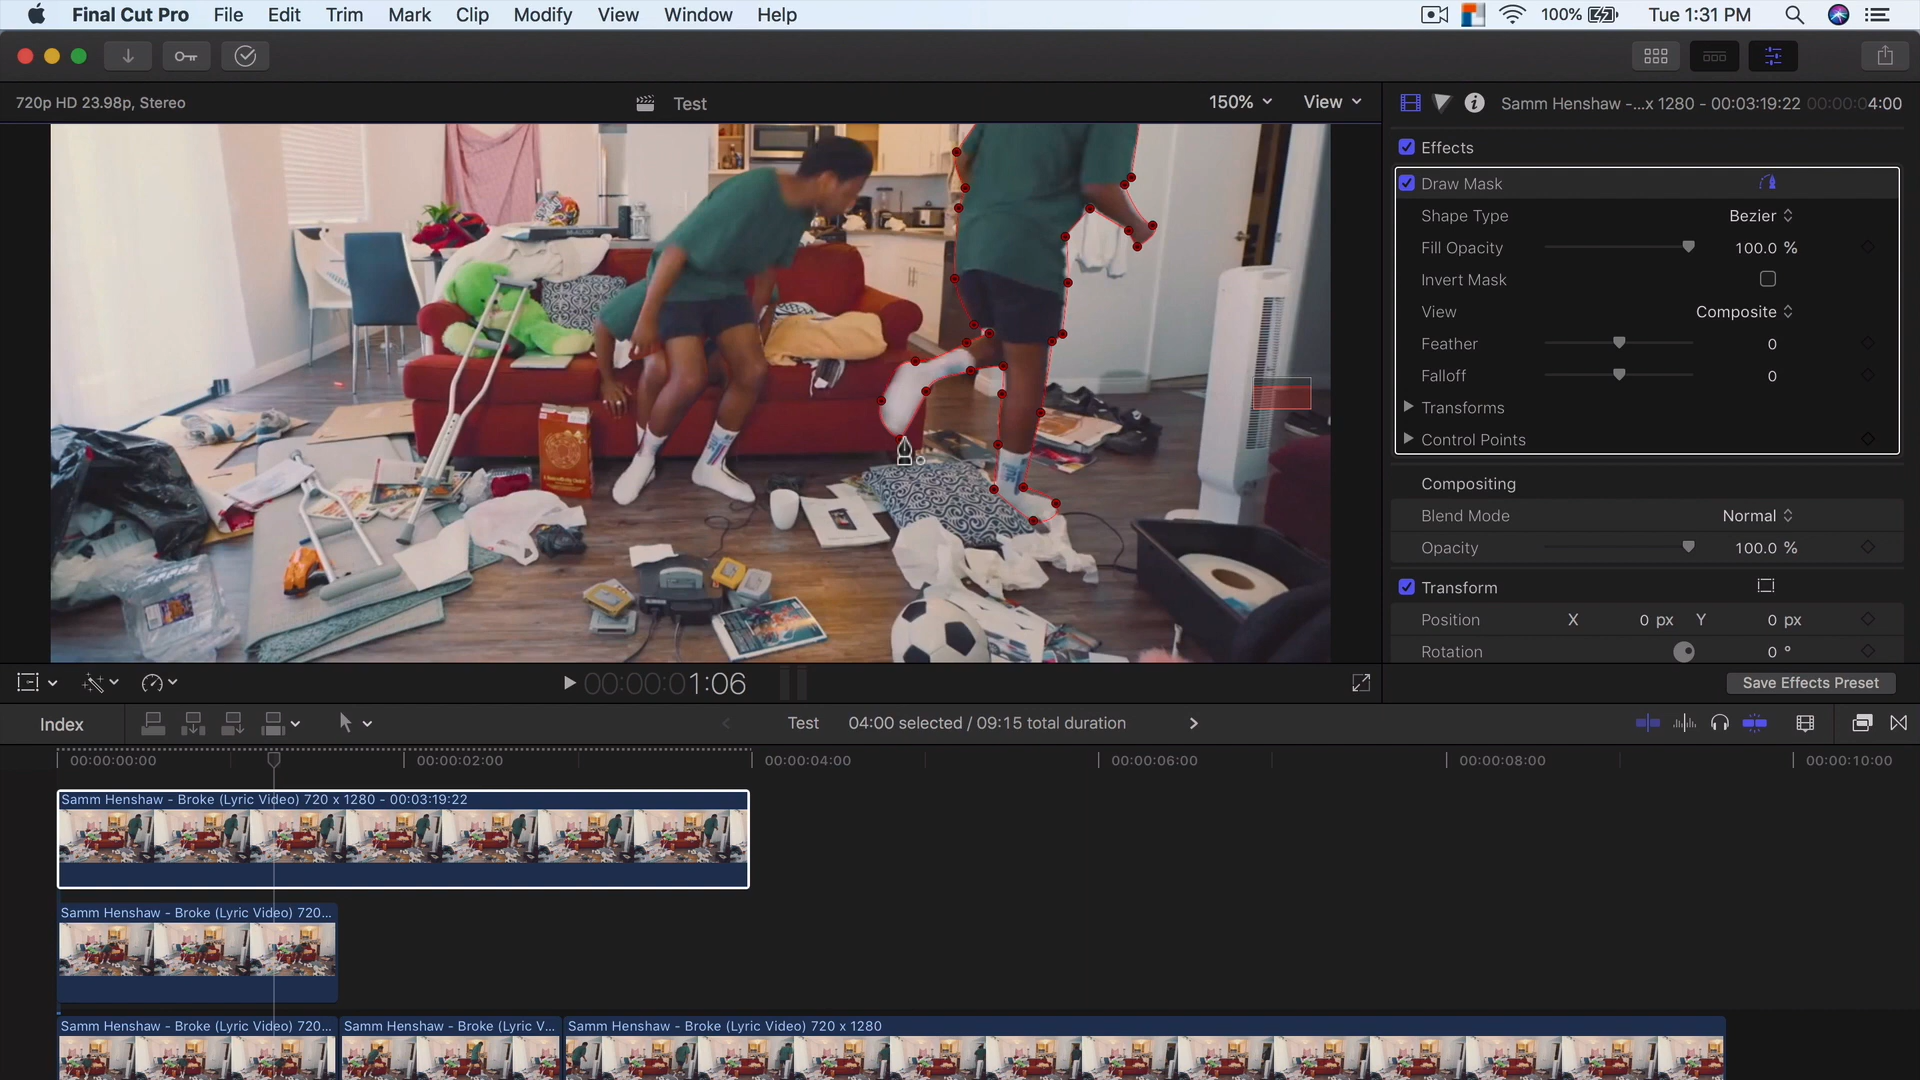 Final Cut Pro File Edit Trim Mark Clip Modify View Window Help 100% Tue 1:31 PM
720p HD 23.98p, Stereo Test 150% View
Samm Henshaw -...x 1280 - 00:03:19:22 00:00:04:00
Effects
Draw Mask
Shape Type Bezier
Fill Opacity 100.0 %
Invert Mask
View Composite
Feather 0
Falloff 0
Transforms
Control Points
Compositing
Blend Mode Normal
Opacity 100.0 %
Transform
Position X 0 px Y 0 px
Rotation 0 °
00:00:01:06
Save Effects Preset
Index Test 04:00 selected / 09:15 total duration
00:00:00:00 00:00:02:00 00:00:04:00 00:00:06:00 00:00:08:00 00:00:10:00
Samm Henshaw - Broke (Lyric Video) 720 x 1280 - 00:03:19:22
Samm Henshaw - Broke (Lyric Video) 720...
Samm Henshaw - Broke (Lyric Video) 720... Samm Henshaw - Broke (Lyric V... Samm Henshaw - Broke (Lyric Video) 720 x 1280